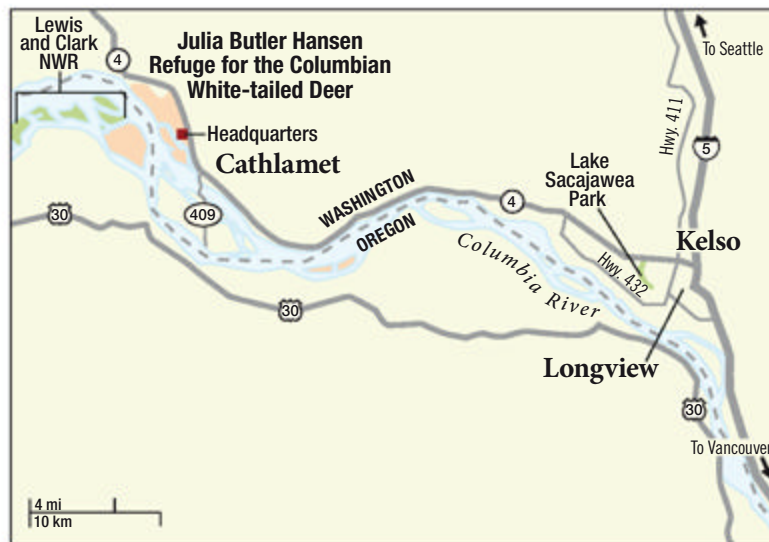 Lewis
and Clark
NWR
4
Julia Butler Hansen
Refuge for the Columbian
White-tailed Deer
Headquarters
Cathlamet
To Seattle
Hwy. 411
5
Lake
Sacajawea
Park
30
409
WASHINGTON
OREGON
4
Kelso
Columbia River
Hwy. 432
30
Longview
30
To Vancouver
4 mi
10 km